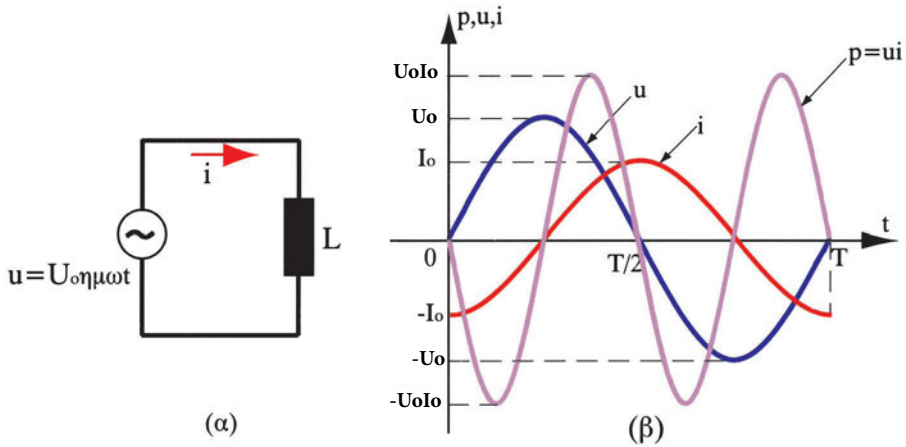 i
L
u=Uₒημωt
(α)
p,u,i
UoIo
p=ui
Uo
u
Io
i
t
0
T/2
T
-Io
-Uo
-UoIo
(β)